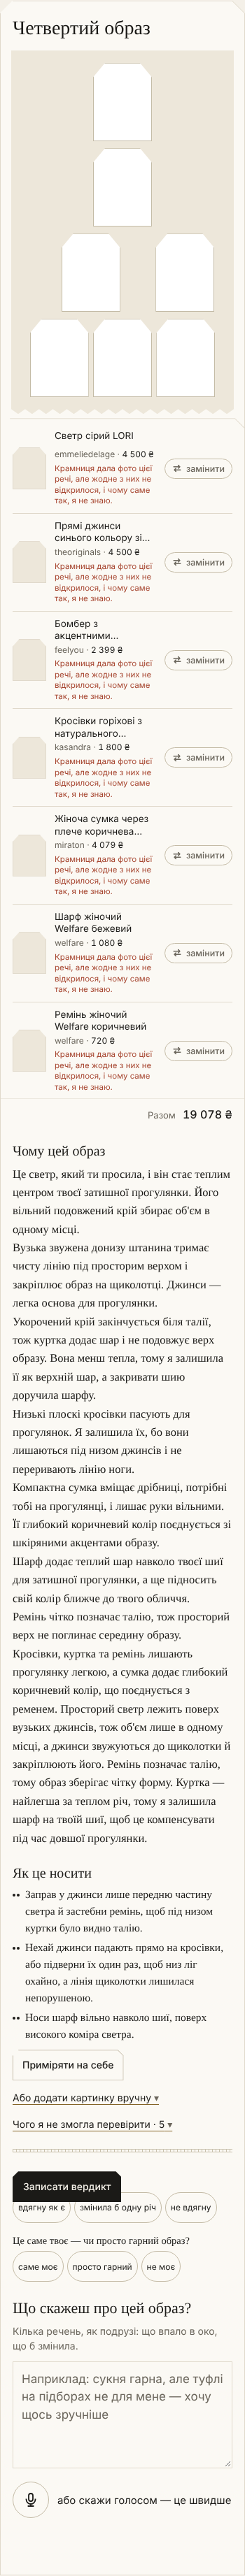 Четвертий образ
Светр сірий LORI
emmeliedelage · 4 500 ₴
Крамниця дала фото цієї
речі, але жодне з них не
відкрилося, і чому саме
так, я не знаю.
замінити
Прямі джинси
синього кольору зі...
theoriginals · 4 500 ₴
Крамниця дала фото цієї
речі, але жодне з них не
відкрилося, і чому саме
так, я не знаю.
замінити
Бомбер з
акцентними...
feelyou · 2 399 ₴
Крамниця дала фото цієї
речі, але жодне з них не
відкрилося, і чому саме
так, я не знаю.
замінити
Кросівки горіхові з
натурального...
kasandra · 1 800 ₴
Крамниця дала фото цієї
речі, але жодне з них не
відкрилося, і чому саме
так, я не знаю.
замінити
Жіноча сумка через
плече коричнева...
miraton · 4 079 ₴
Крамниця дала фото цієї
речі, але жодне з них не
відкрилося, і чому саме
так, я не знаю.
замінити
Шарф жіночий
Welfare бежевий
welfare · 1 080 ₴
Крамниця дала фото цієї
речі, але жодне з них не
відкрилося, і чому саме
так, я не знаю.
замінити
Ремінь жіночий
Welfare коричневий
welfare · 720 ₴
Крамниця дала фото цієї
речі, але жодне з них не
відкрилося, і чому саме
так, я не знаю.
замінити
Разом 19 078 ₴
Чому цей образ
Це светр, який ти просила, і він стає теплим
центром твоєї затишної прогулянки. Його
вільний подовжений крій збирає об'єм в
одному місці.
Вузька звужена донизу штанина тримає
чисту лінію під просторим верхом і
закріплює образ на щиколотці. Джинси —
легка основа для прогулянки.
Укорочений крій закінчується біля талії,
тож куртка додає шар і не подовжує верх
образу. Вона менш тепла, тому я залишила
її як верхній шар, а закривати шию
доручила шарфу.
Низькі плоскі кросівки пасують для
прогулянок. Я залишила їх, бо вони
лишаються під низом джинсів і не
переривають лінію ноги.
Компактна сумка вміщає дрібниці, потрібні
тобі на прогулянці, і лишає руки вільними.
Її глибокий коричневий колір поєднується зі
шкіряними акцентами образу.
Шарф додає теплий шар навколо твоєї шиї
для затишної прогулянки, а ще підносить
свій колір ближче до твого обличчя.
Ремінь чітко позначає талію, тож просторий
верх не поглинає середину образу.
Кросівки, куртка та ремінь лишають
прогулянку легкою, а сумка додає глибокий
коричневий колір, що поєднується з
ременем. Просторий светр лежить поверх
вузьких джинсів, тож об'єм лише в одному
місці, а джинси звужуються до щиколотки й
закріплюють його. Ремінь позначає талію,
тому образ зберігає чітку форму. Куртка —
найлегша за теплом річ, тому я залишила
шарф на твоїй шиї, щоб це компенсувати
під час довшої прогулянки.
Як це носити
Заправ у джинси лише передню частину
светра й застебни ремінь, щоб під низом
куртки було видно талію.
Нехай джинси падають прямо на кросівки,
або підверни їх один раз, щоб низ ліг
охайно, а лінія щиколотки лишилася
непорушеною.
Носи шарф вільно навколо шиї, поверх
високого коміра светра.
Приміряти на себе
Або додати картинку вручну ▾
Чого я не змогла перевірити · 5 ▾
Записати вердикт
вдягну як є
змінила б одну річ
не вдягну
Це саме твоє — чи просто гарний образ?
саме моє
просто гарний
не моє
Що скажеш про цей образ?
Кілька речень, як подрузі: що впало в око,
що б змінила.
Наприклад: сукня гарна, але туфлі
на підборах не для мене — хочу
щось зручніше
або скажи голосом — це швидше